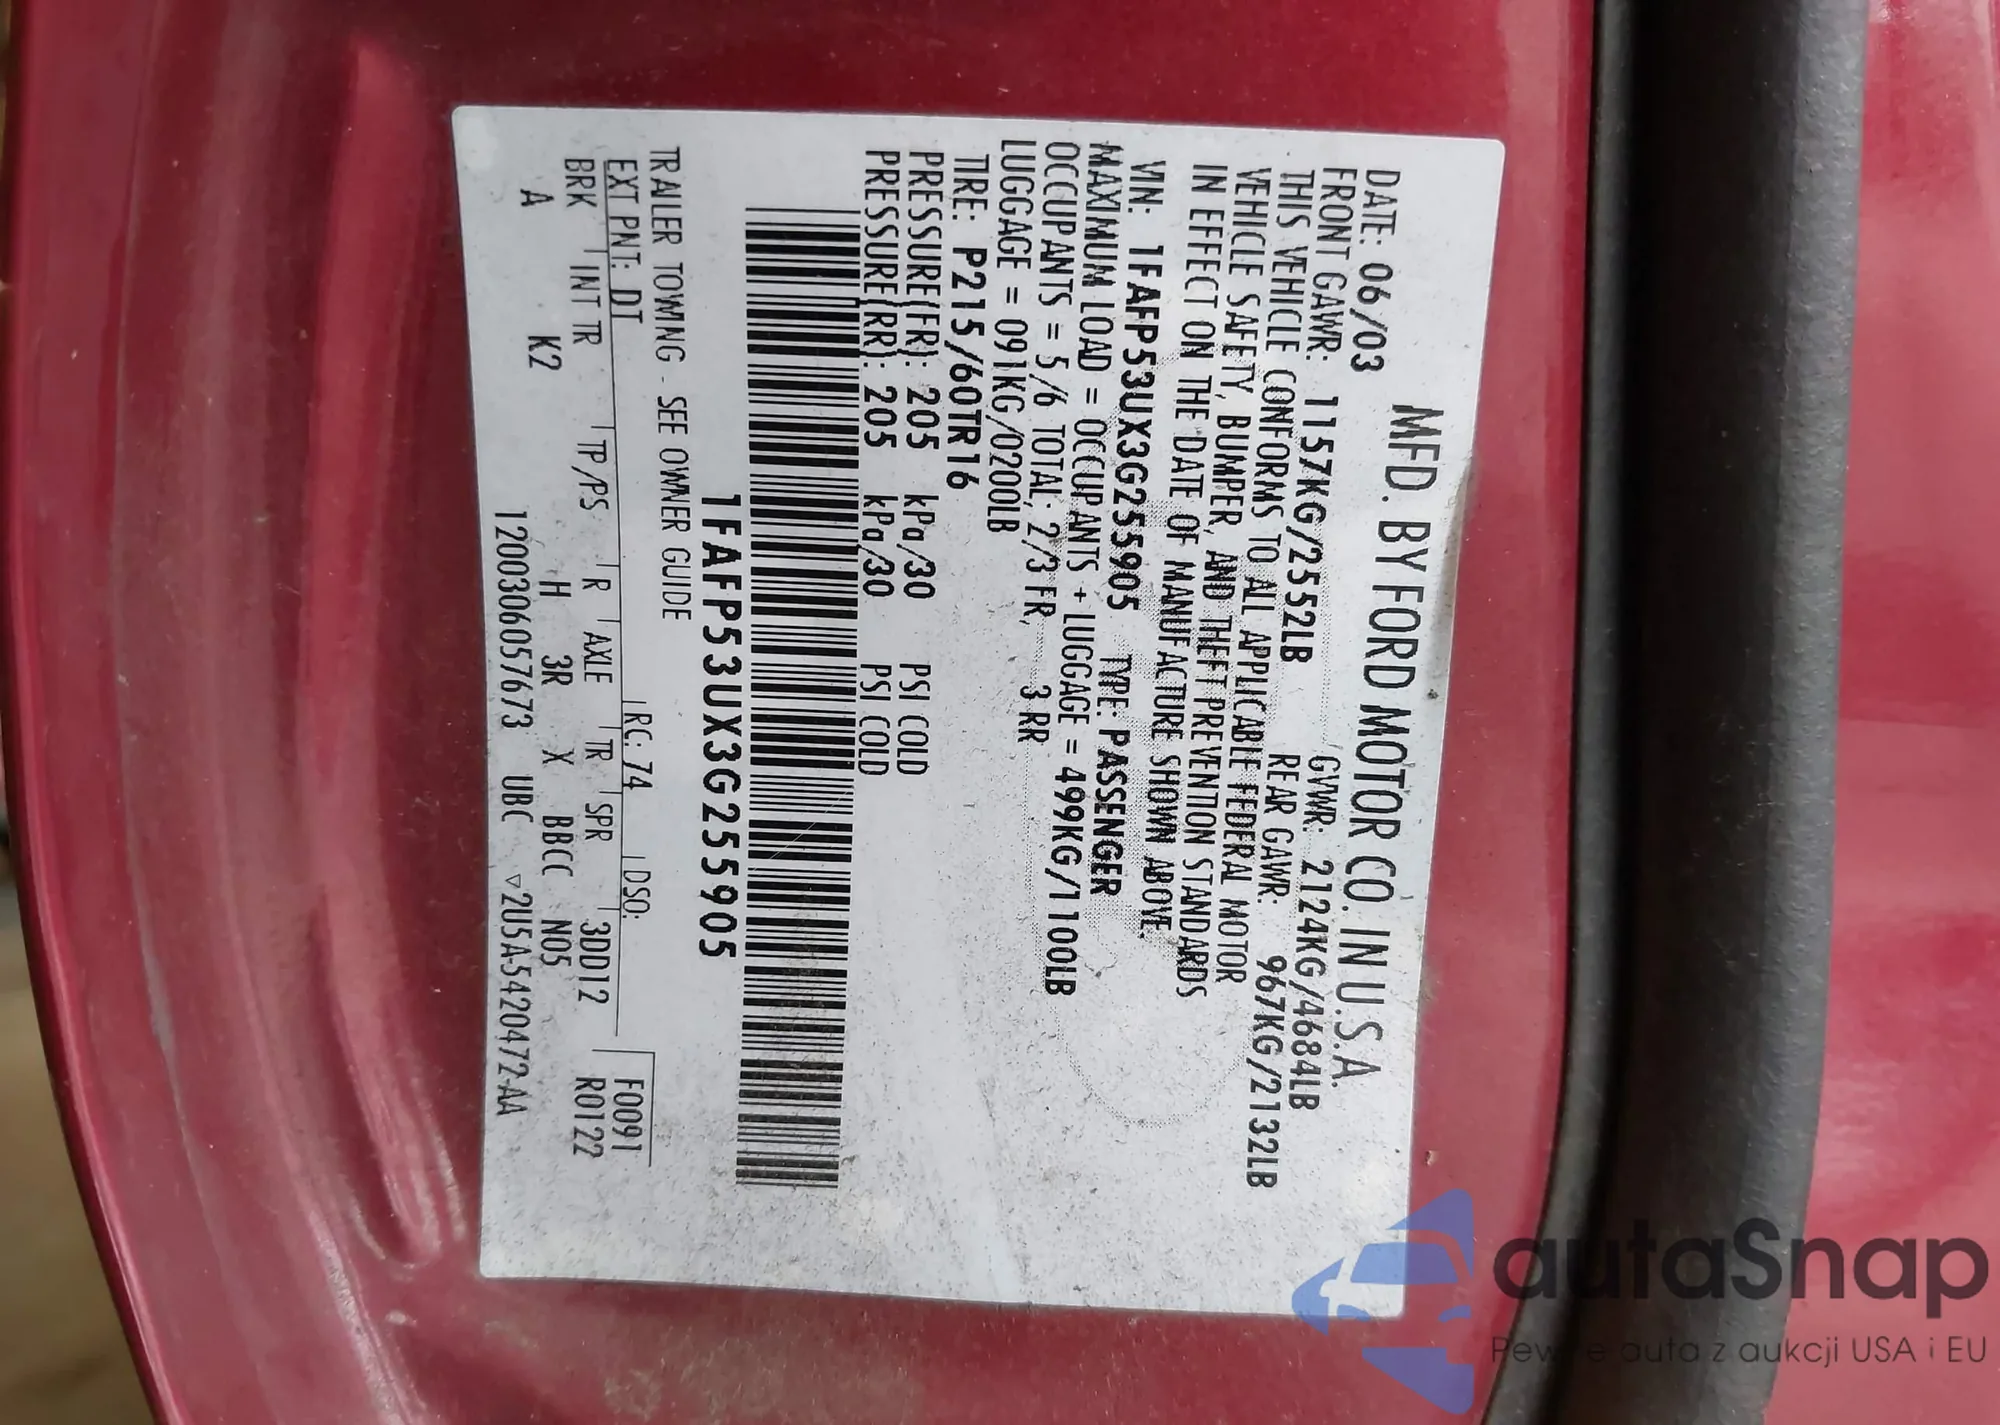 MFD. BY FORD MOTOR CO. IN U.S.A.
DATE: 06/03 GVWR: 2124KG/4684LB
FRONT GAWR: 1157KG/2552LB REAR GAWR: 967KG/2132LB
THIS VEHICLE CONFORMS TO ALL APPLICABLE FEDERAL MOTOR
VEHICLE SAFETY, BUMPER, AND THEFT PREVENTION STANDARDS
IN EFFECT ON THE DATE OF MANUFACTURE SHOWN ABOVE.
VIN: 1FAFP53UX3G255905 TYPE: PASSENGER
MAXIMUM LOAD = OCCUPANTS + LUGGAGE = 499KG/1100LB
OCCUPANTS = 5/6 TOTAL, 2/3 FR, 3 RR
LUGGAGE = 091KG/0200LB
TIRE: P215/60TR16
PRESSURE(FR): 205 kPa/30 PSI COLD
PRESSURE(RR): 205 kPa/30 PSI COLD
1FAFP53UX3G255905
TRAILER TOWING - SEE OWNER GUIDE
EXT PNT: DT RC: 74 DSO: F0091
BRK INT TR TP/PS R AXLE TR SPR 3DD12 R0122
A K2 H 3R X BBCC N05
12003060576​73 UBC ▽2U5A-5420472-AA
autaSnap
Pewne auta z aukcji USA i EU